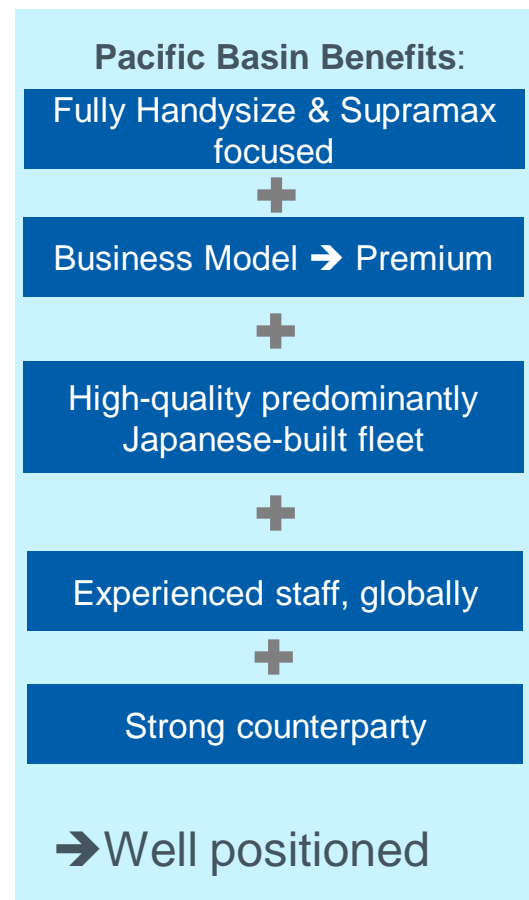 Pacific Basin Benefits:
Fully Handysize & Supramax
focused
Business Model ➔ Premium
High-quality predominantly
Japanese-built fleet
Experienced staff, globally
Strong counterparty
➔Well positioned